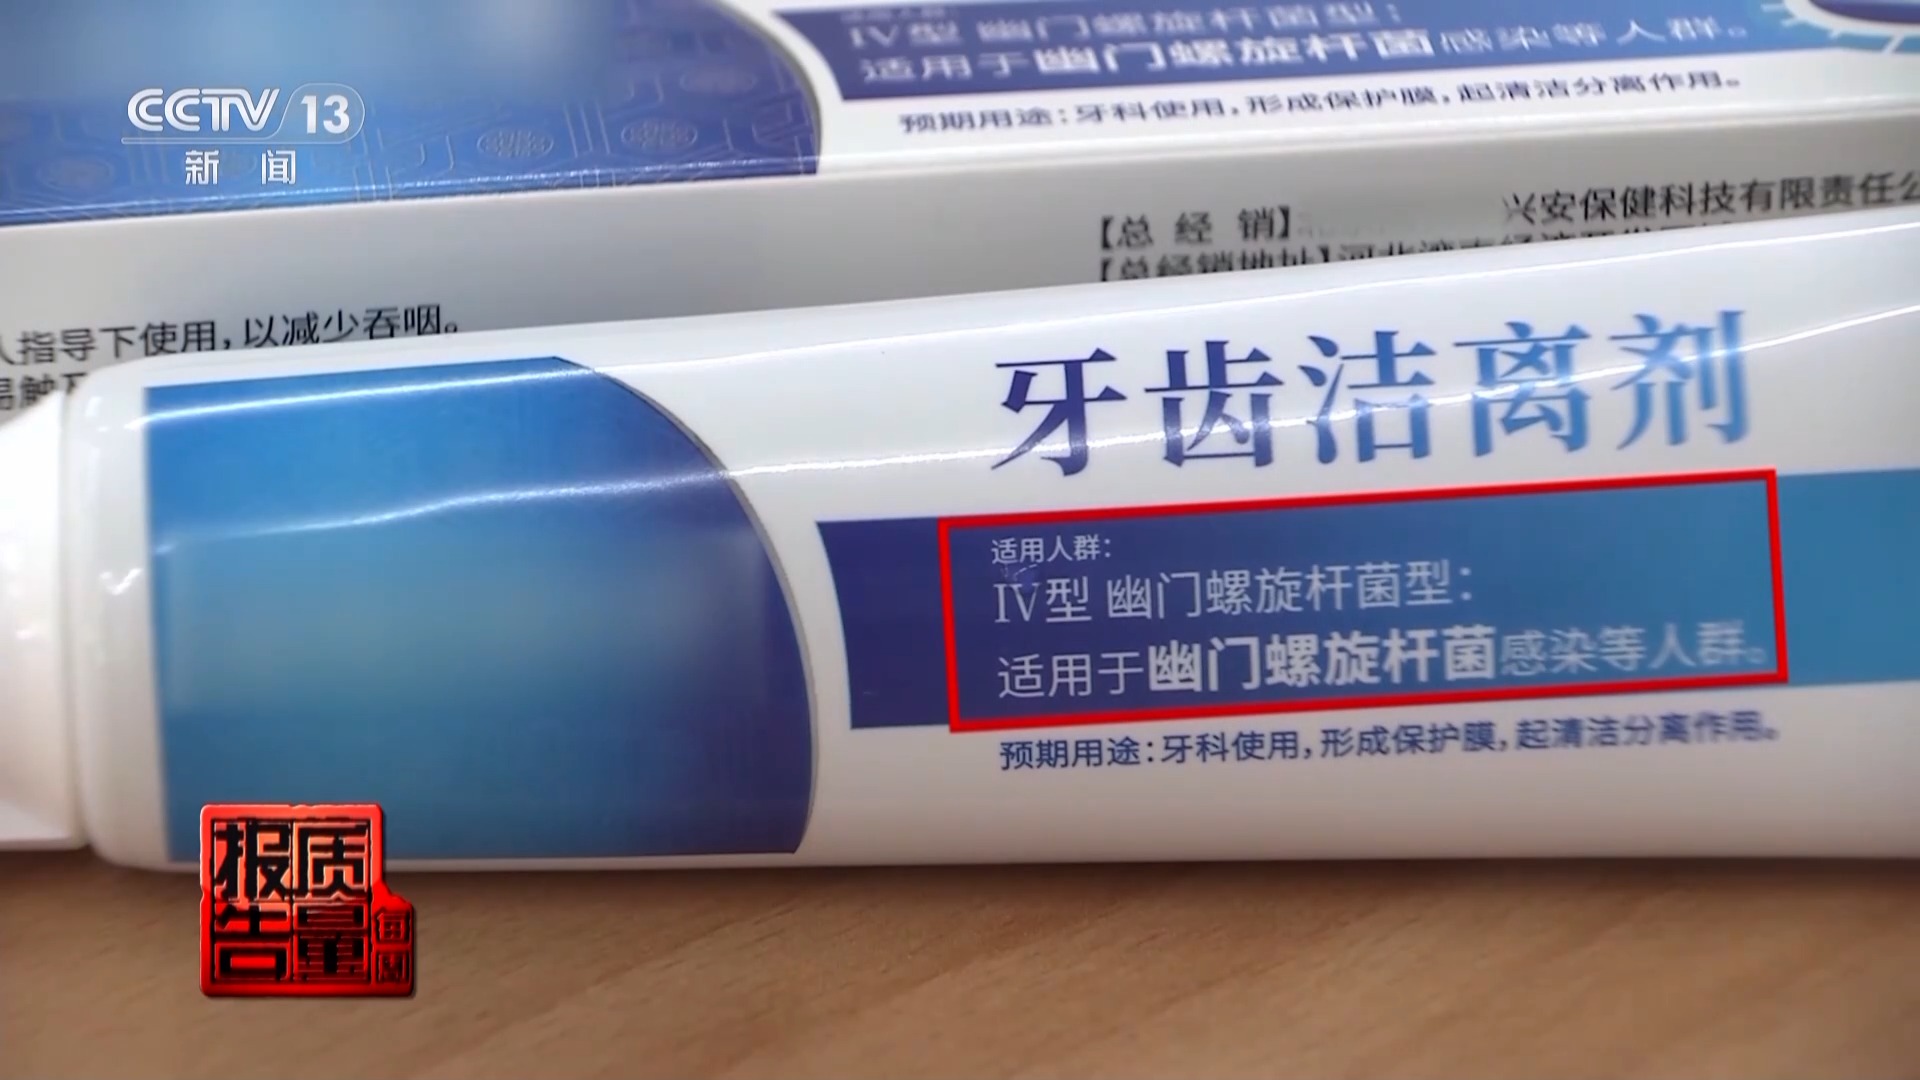 CCTV 13
新闻
IV型 幽门螺旋杆菌型：
适用于幽门螺旋杆菌感染等人群。
预期用途：牙科使用，形成保护膜，起清洁分离作用。
【总 经 销】
兴安保健科技有限责任公
人指导下使用，以减少吞咽。
牙齿洁离剂
适用人群：
IV型 幽门螺旋杆菌型：
适用于幽门螺旋杆菌感染等人群。
预期用途：牙科使用，形成保护膜，起清洁分离作用。
质量报告
每周